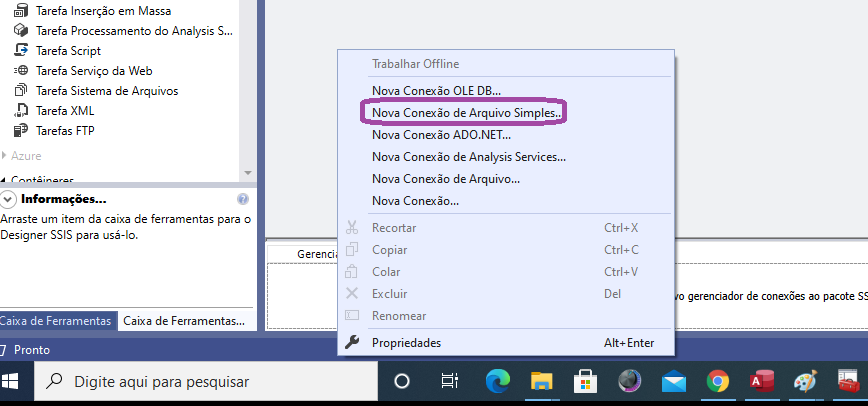 Tarefa Inserção em Massa
Tarefa Processamento do Analysis S...
Tarefa Script
Tarefa Serviço da Web
Tarefa Sistema de Arquivos
Tarefa XML
Tarefas FTP
Azure
Contêineres
Informações...
Arraste um item da caixa de ferramentas para o
Designer SSIS para usá-lo.
Caixa de Ferramentas
Caixa de Ferramentas...
Trabalhar Offline
Nova Conexão OLE DB...
Nova Conexão de Arquivo Simples...
Nova Conexão ADO.NET...
Nova Conexão de Analysis Services...
Nova Conexão de Arquivo...
Nova Conexão...
Recortar Ctrl+X
Copiar Ctrl+C
Colar Ctrl+V
Excluir Del
Renomear
Propriedades Alt+Enter
Gerencia
vo gerenciador de conexões ao pacote SS
Pronto
Digite aqui para pesquisar